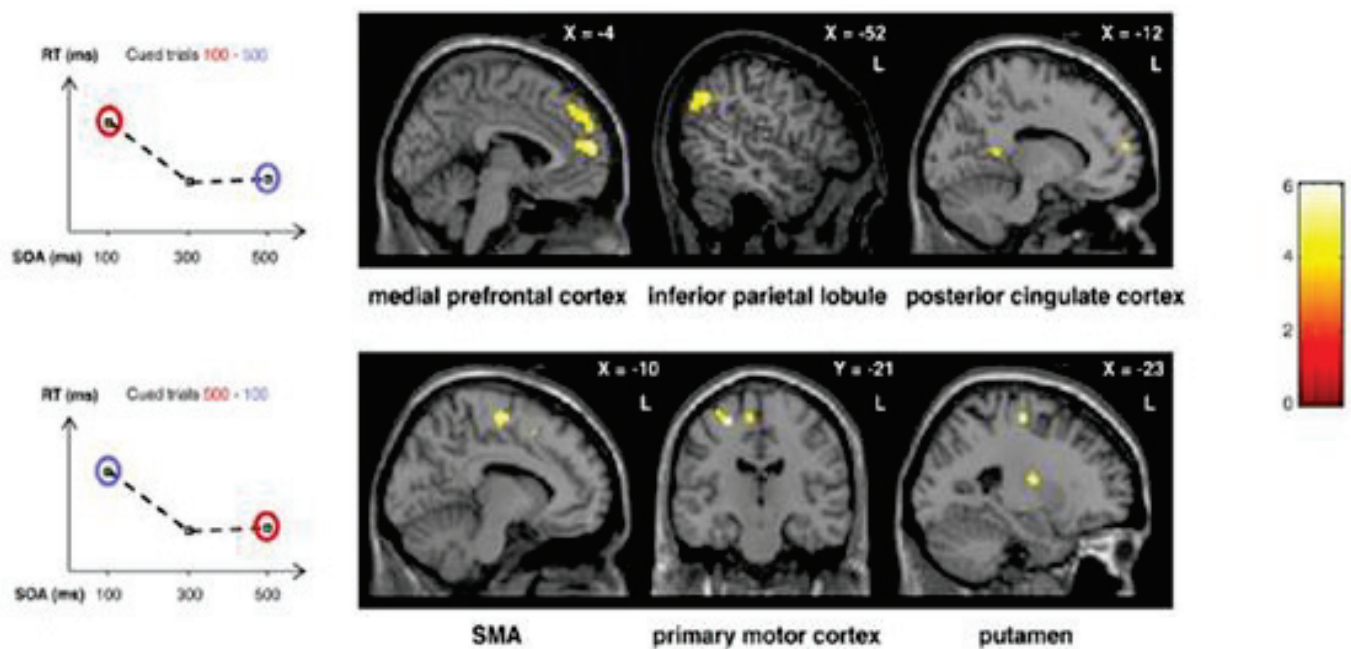 RT (ms) Cued trials 100 - 500
SOA (ms) 100 300 500
X = -4
X = -52
L
X = -12
L
medial prefrontal cortex inferior parietal lobule posterior cingulate cortex
6
4
2
0
RT (ms) Cued trials 500 - 100
SOA (ms) 100 300 500
X = -10
L
Y = -21
L
X = -23
L
SMA primary motor cortex putamen